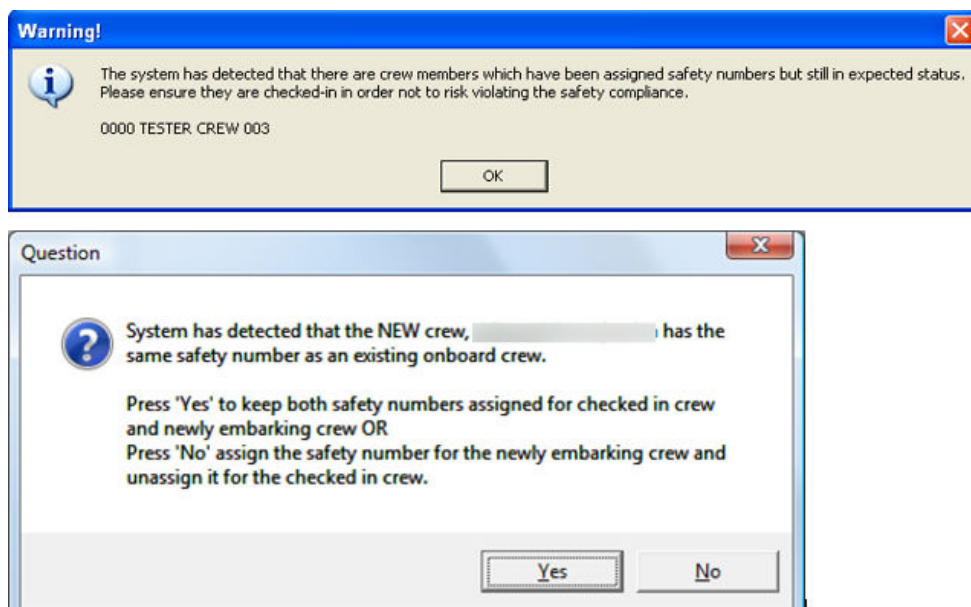 Warning!
The system has detected that there are crew members which have been assigned safety numbers but still in expected status.
Please ensure they are checked-in in order not to risk violating the safety compliance.
0000 TESTER CREW 003
OK
Question
System has detected that the NEW crew, has the
same safety number as an existing onboard crew.
Press 'Yes' to keep both safety numbers assigned for checked in crew
and newly embarking crew OR
Press 'No' assign the safety number for the newly embarking crew and
unassign it for the checked in crew.
Yes
No